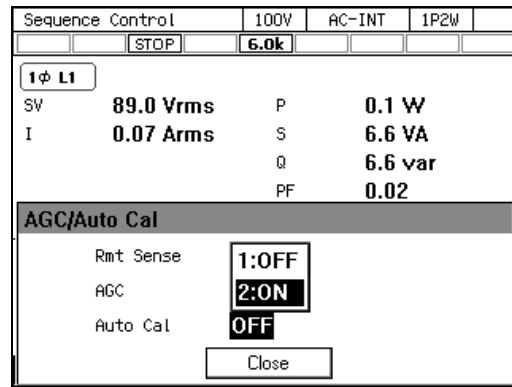 Sequence Control 100V AC-INT 1P2W
STOP 6.0k
1ϕ L1
SV 89.0 Vrms P 0.1 W
I 0.07 Arms S 6.6 VA
Q 6.6 var
PF 0.02
AGC/Auto Cal
Rmt Sense 1:OFF
AGC 2:ON
Auto Cal OFF
Close